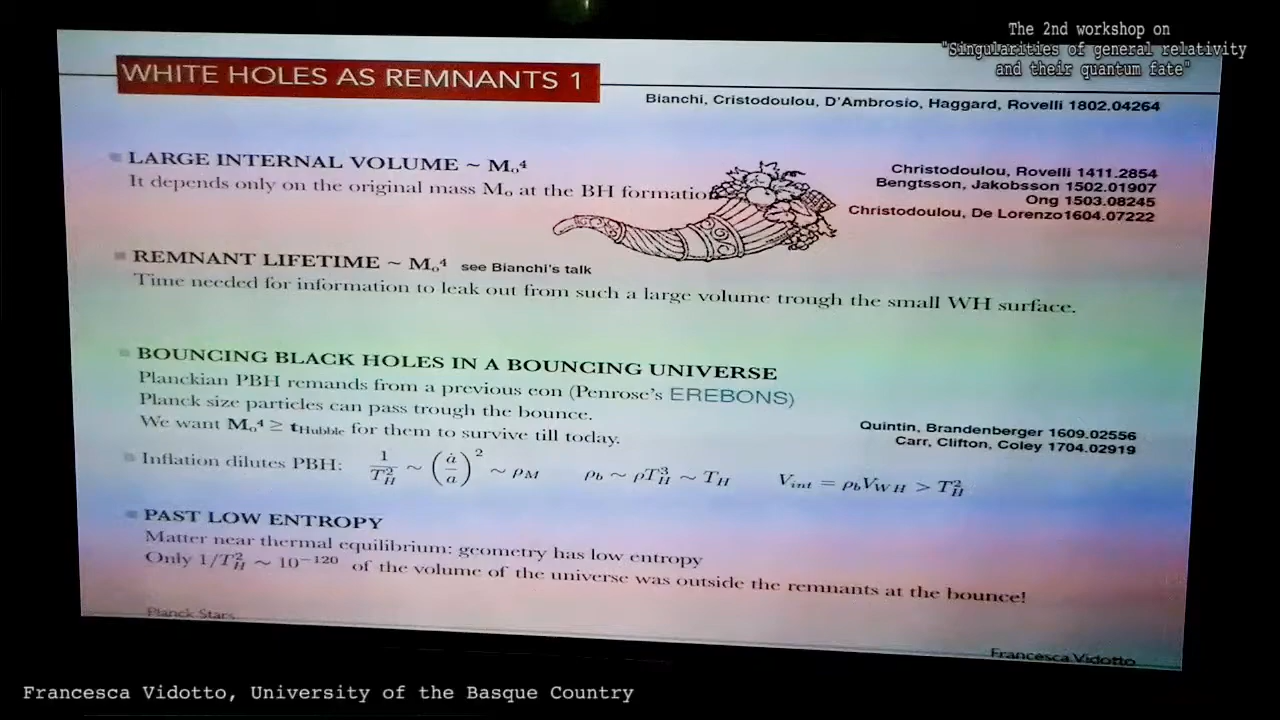 The 2nd workshop on
"Singularities of general relativity
and their quantum fate"
WHITE HOLES AS REMNANTS 1
Bianchi, Cristodoulou, D'Ambrosio, Haggard, Rovelli 1802.04264
LARGE INTERNAL VOLUME ~ Mₒ⁴
It depends only on the original mass Mₒ at the BH formation
Christodoulou, Rovelli 1411.2854
Bengtsson, Jakobsson 1502.01907
Ong 1503.08245
Christodoulou, De Lorenzo1604.07222
REMNANT LIFETIME ~ Mₒ⁴ see Bianchi's talk
Time needed for information to leak out from such a large volume trough the small WH surface.
BOUNCING BLACK HOLES IN A BOUNCING UNIVERSE
Planckian PBH remands from a previous eon (Penrose's EREBONS)
Planck size particles can pass trough the bounce.
We want Mₒ⁴ ≥ t_Hubble for them to survive till today.
Quintin, Brandenberger 1609.02556
Carr, Clifton, Coley 1704.02919
Inflation dilutes PBH: 1/T_H² ~ (ȧ/a)² ~ ρ_M ρ_b ~ ρT_H³ ~ T_H V_int = ρ_b V_WH > T_H²
PAST LOW ENTROPY
Matter near thermal equilibrium: geometry has low entropy
Only 1/T_H² ~ 10⁻¹²⁰ of the volume of the universe was outside the remnants at the bounce!
Planck Stars
Francesca Vidotto
Francesca Vidotto, University of the Basque Country